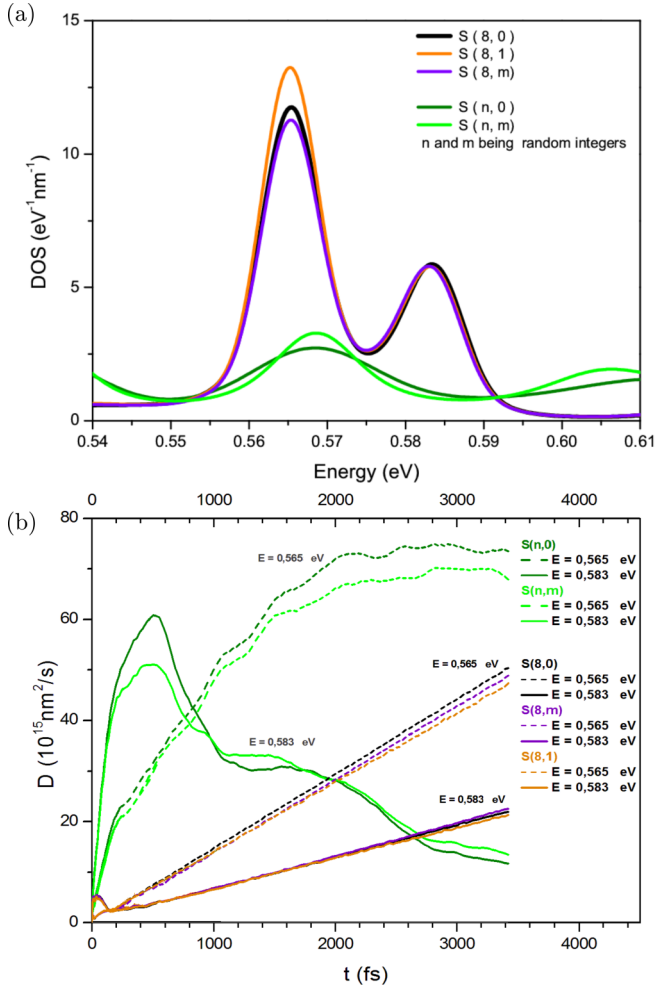 (a)
15
10
5
0
DOS (eV⁻¹nm⁻¹)
S ( 8, 0 )
S ( 8, 1 )
S ( 8, m )
S ( n, 0 )
S ( n, m )
n and m being random integers
0.54 0.55 0.56 0.57 0.58 0.59 0.60 0.61
Energy (eV)
(b)
0 1000 2000 3000 4000
80
60
40
20
0
D (10¹⁵nm²/s)
E = 0,565 eV
E = 0,583 eV
E = 0,565 eV
E = 0,583 eV
S(n,0)
E = 0,565 eV
E = 0,583 eV
S(n,m)
E = 0,565 eV
E = 0,583 eV
S(8,0)
E = 0,565 eV
E = 0,583 eV
S(8,m)
E = 0,565 eV
E = 0,583 eV
S(8,1)
E = 0,565 eV
E = 0,583 eV
0 1000 2000 3000 4000
t (fs)